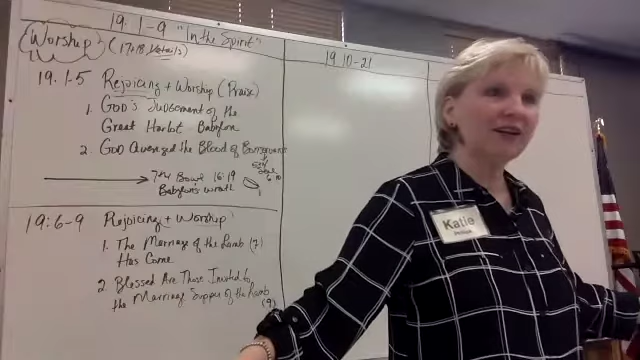 19: 1-9 "In the Spirit"
Worship (17+18, Details)
19:10-21
19:1-5 Rejoicing + Worship (Praise)
1. God's Judgement of the
Great Harlot Babylon
2. God Avenged the Blood of
7th Bowl 16:19
Babylon's wrath
6:10
19:6-9 Rejoicing + Worship
1. The Marriage of the Lamb (7)
Has Come
2. Blessed Are Those Invited to
the Marriage Supper of the Lamb
(9)
Katie